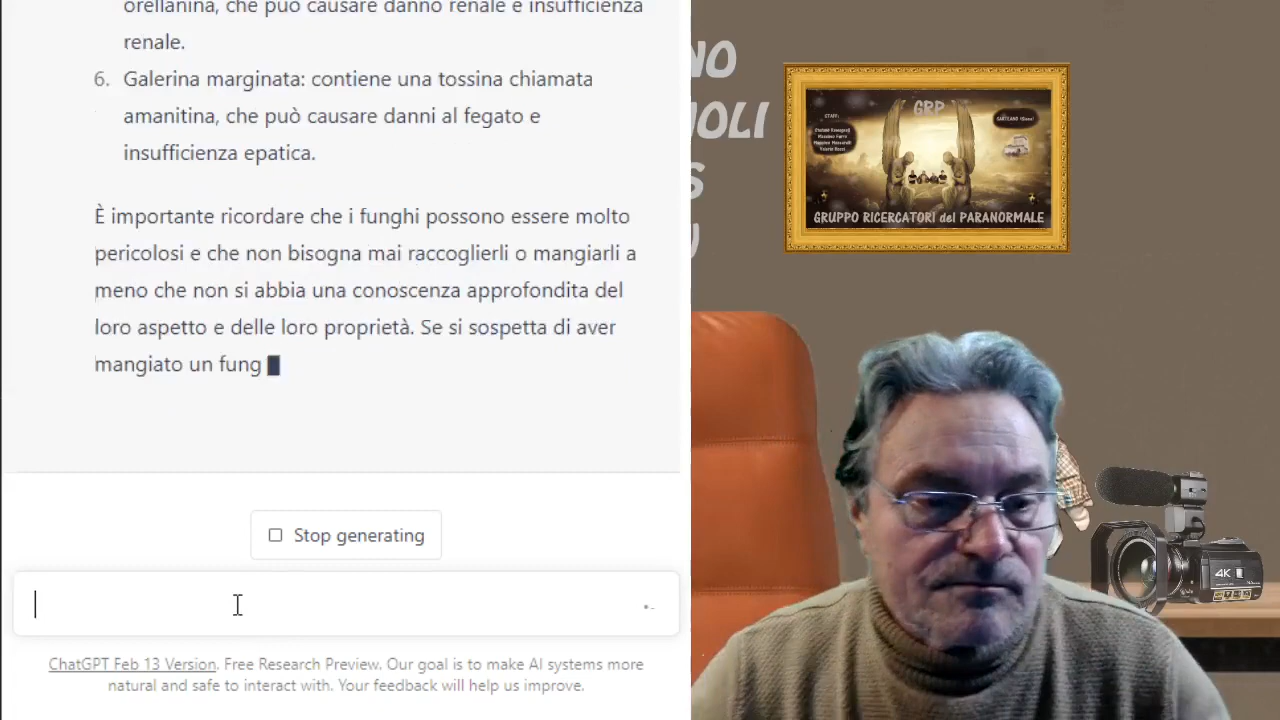 orellanina, che può causare danno renale e insufficienza
renale.
6. Galerina marginata: contiene una tossina chiamata
amanitina, che può causare danni al fegato e
insufficienza epatica.
È importante ricordare che i funghi possono essere molto
pericolosi e che non bisogna mai raccoglierli o mangiarli a
meno che non si abbia una conoscenza approfondita del
loro aspetto e delle loro proprietà. Se si sospetta di aver
mangiato un fung
Stop generating
ChatGPT Feb 13 Version. Free Research Preview. Our goal is to make AI systems more
natural and safe to interact with. Your feedback will help us improve.
NO
S
GRP
STAFF:
GRUPPO RICERCATORI del PARANORMALE
4K